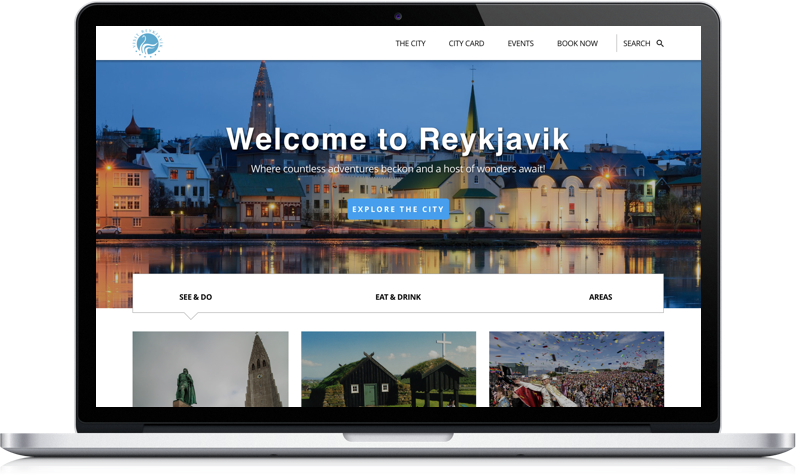 THE CITY CITY CARD EVENTS BOOK NOW SEARCH
Welcome to Reykjavik
Where countless adventures beckon and a host of wonders await!
EXPLORE THE CITY
SEE & DO EAT & DRINK AREAS